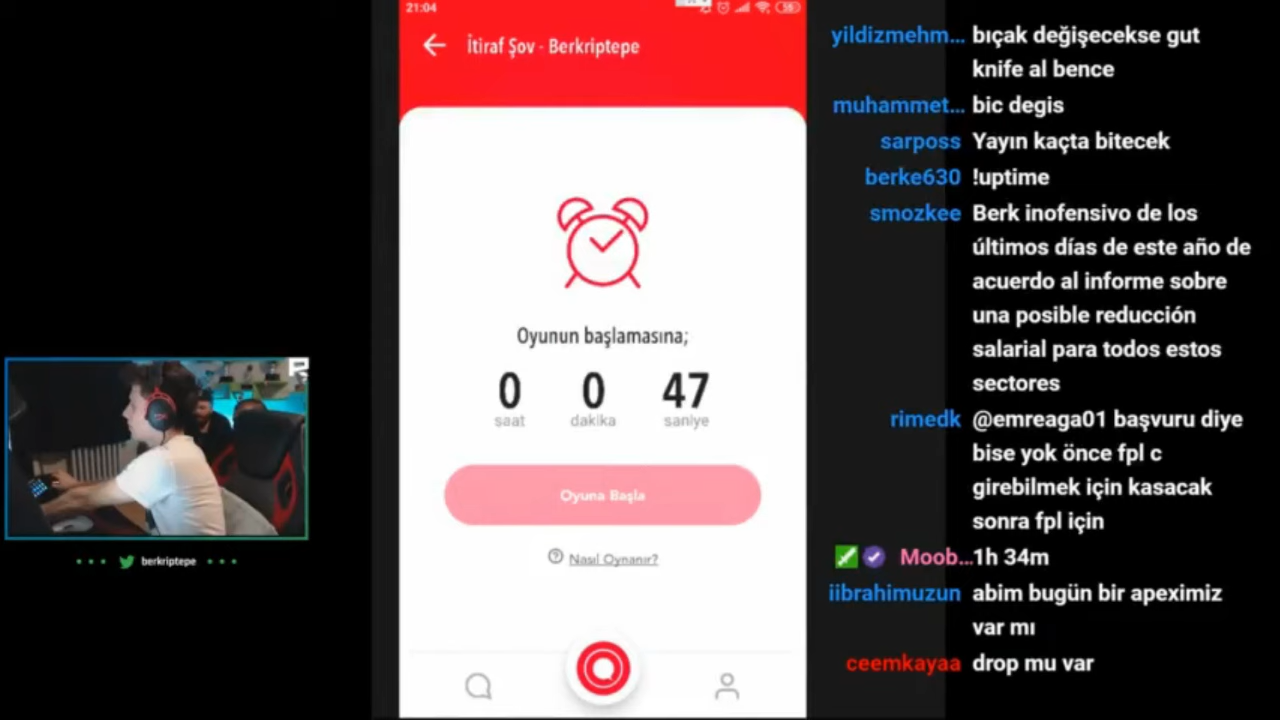 21:04
İtiraf Şov - Berkriptepe
Oyunun başlamasına;
0 0 47
saat dakika saniye
Oyuna Başla
Nasıl Oynanır?
berkriptepe
yildizmehm... bıçak değişecekse gut
knife al bence
muhammet... bic degis
sarposs Yayın kaçta bitecek
berke630 !uptime
smozkee Berk inofensivo de los
últimos días de este año de
acuerdo al informe sobre
una posible reducción
salarial para todos estos
sectores
rimedk @emreaga01 başvuru diye
bise yok önce fpl c
girebilmek için kasacak
sonra fpl için
Moob... 1h 34m
iibrahimuzun abim bugün bir apeximiz
var mı
ceemkayaa drop mu var